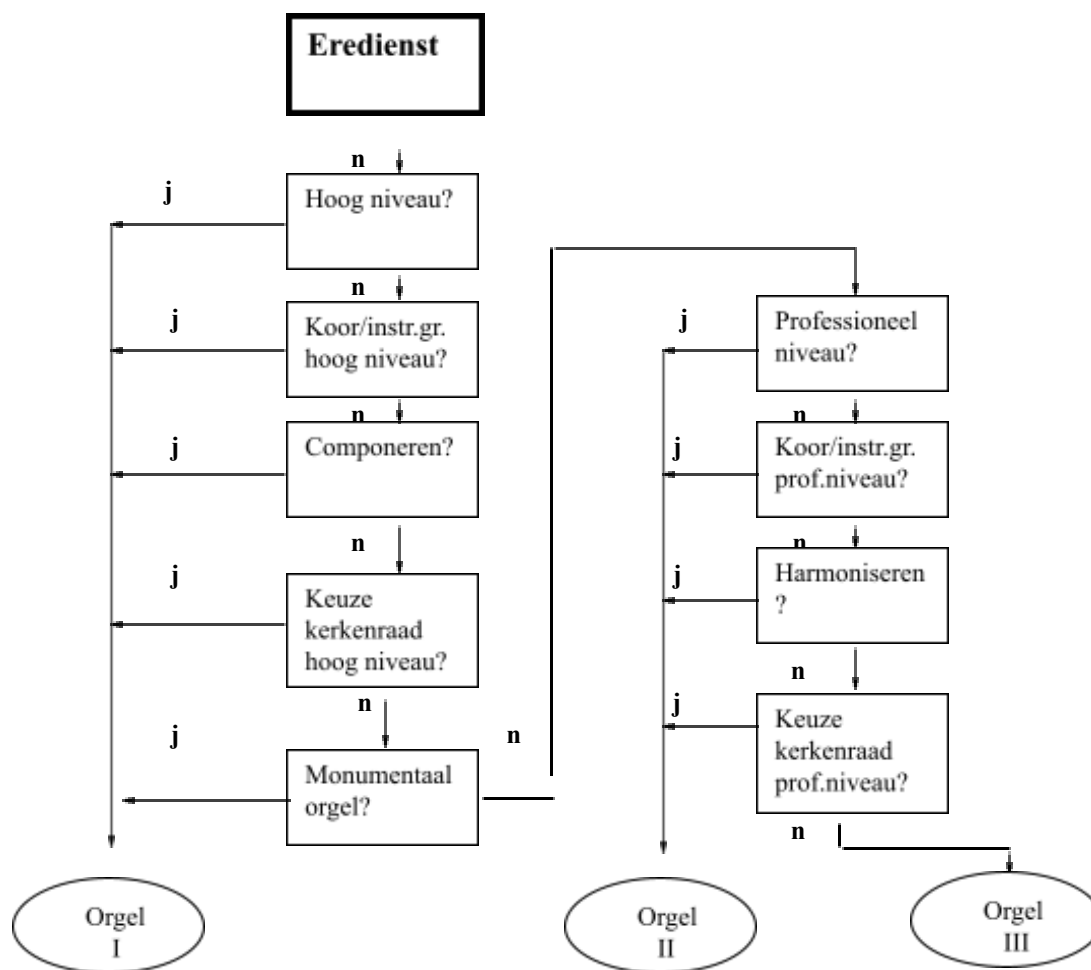 Eredienst
n
j
Hoog niveau?
n
j
Koor/instr.gr.
hoog niveau?
n
j
Componeren?
n
j
Keuze
kerkenraad
hoog niveau?
n
j
n
Monumentaal
orgel?
j
Professioneel
niveau?
n
j
Koor/instr.gr.
prof.niveau?
n
j
Harmoniseren
?
n
j
Keuze
kerkenraad
prof.niveau?
n
Orgel
I
Orgel
II
Orgel
III